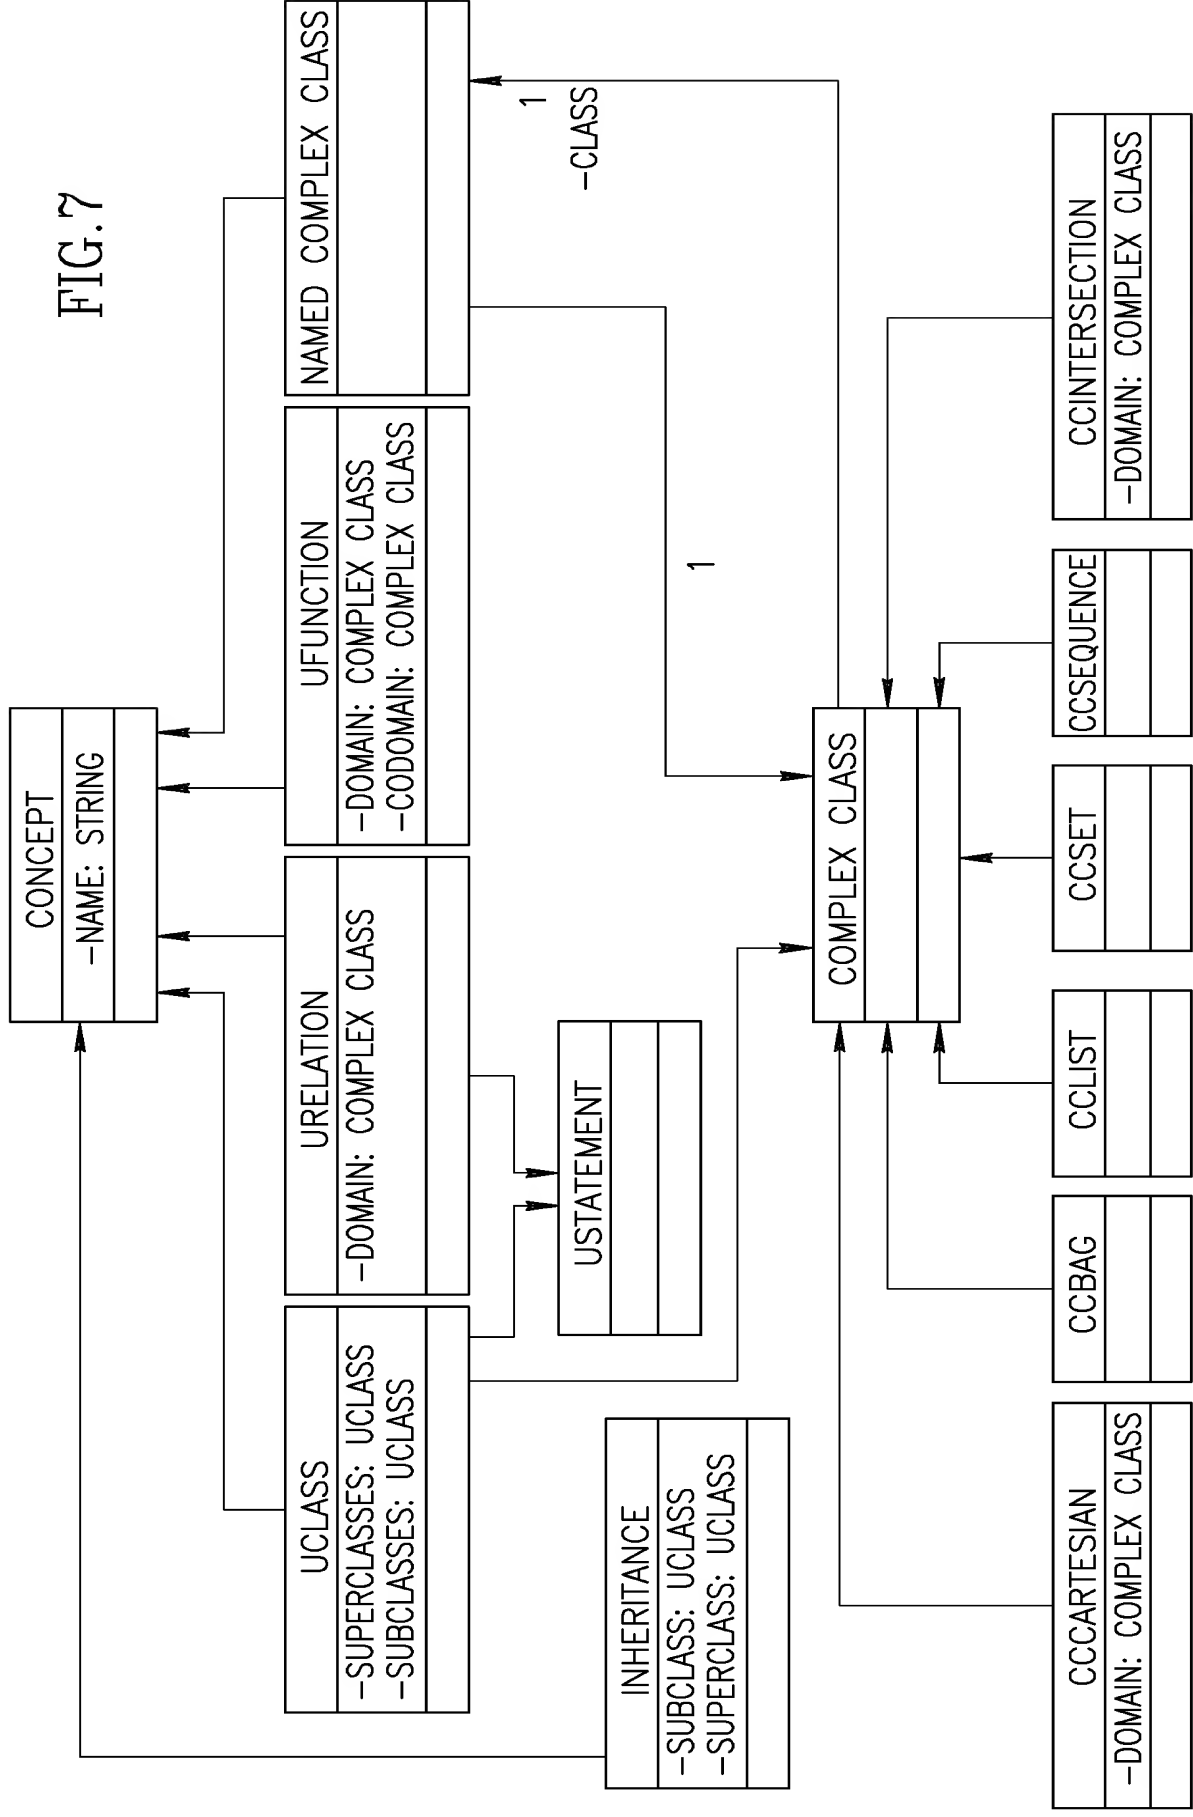 FIG.7
CONCEPT
-NAME: STRING
UCLASS
-SUPERCLASSES: UCLASS
-SUBCLASSES: UCLASS
URELATION
-DOMAIN: COMPLEX CLASS
UFUNCTION
-DOMAIN: COMPLEX CLASS
-CODOMAIN: COMPLEX CLASS
NAMED COMPLEX CLASS
1
-CLASS
USTATEMENT
INHERITANCE
-SUBCLASS: UCLASS
-SUPERCLASS: UCLASS
1
COMPLEX CLASS
CCCARTESIAN
-DOMAIN: COMPLEX CLASS
CCBAG
CCLIST
CCSET
CCSEQUENCE
CCINTERSECTION
-DOMAIN: COMPLEX CLASS